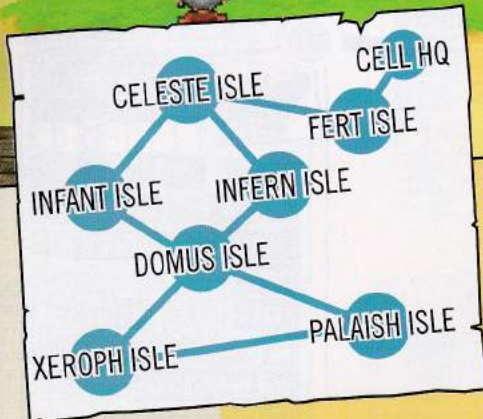 CELL HQ
CELESTE ISLE
FERT ISLE
INFANT ISLE
INFERN ISLE
DOMUS ISLE
PALAISH ISLE
XEROPH ISLE